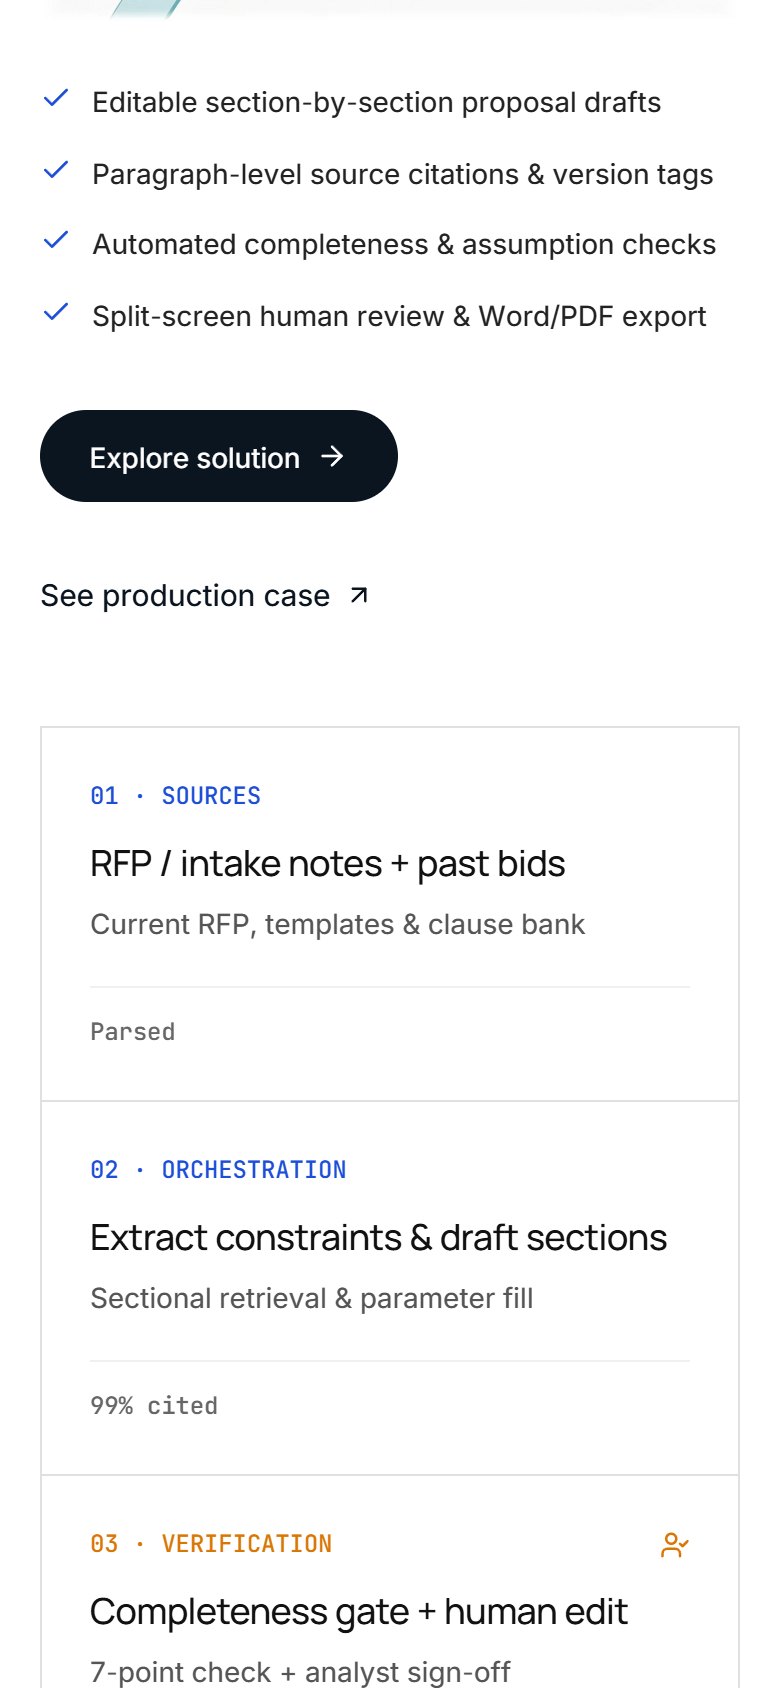 Editable section-by-section proposal drafts
Paragraph-level source citations & version tags
Automated completeness & assumption checks
Split-screen human review & Word/PDF export
Explore solution →
See production case ↗
01 · SOURCES
RFP / intake notes + past bids
Current RFP, templates & clause bank
Parsed
02 · ORCHESTRATION
Extract constraints & draft sections
Sectional retrieval & parameter fill
99% cited
03 · VERIFICATION
Completeness gate + human edit
7-point check + analyst sign-off